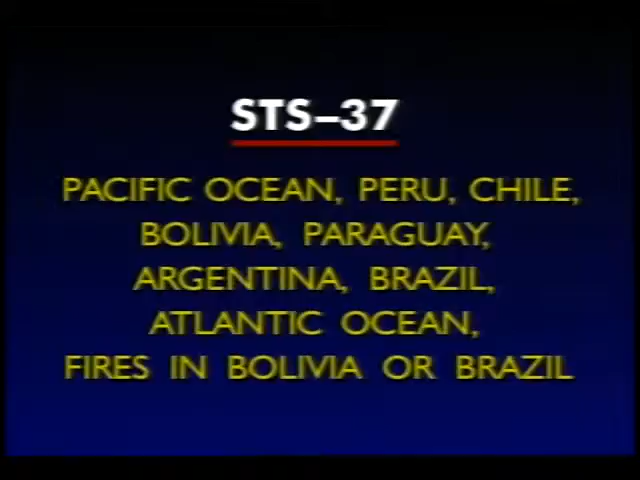 STS–37
PACIFIC OCEAN, PERU, CHILE,
BOLIVIA, PARAGUAY,
ARGENTINA, BRAZIL,
ATLANTIC OCEAN,
FIRES IN BOLIVIA OR BRAZIL